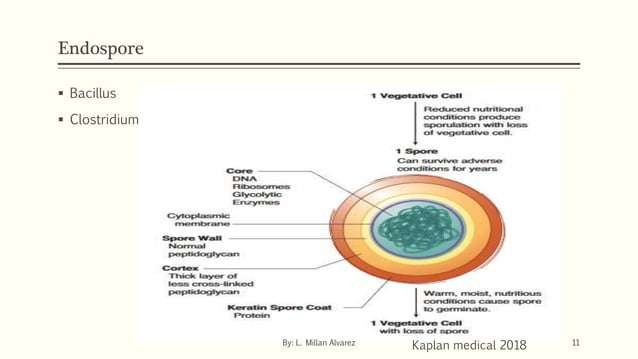 Endospore
▪ Bacillus
▪ Clostridium
1 Vegetative Cell
Reduced nutritional
conditions produce
sporulation with loss
of vegetative cell.
1 Spore
Can survive adverse
conditions for years
Core
DNA
Ribosomes
Glycolytic
Enzymes
Cytoplasmic
membrane
Spore Wall
Normal
peptidoglycan
Cortex
Thick layer of
less cross-linked
peptidoglycan
Keratin Spore Coat
Protein
Warm, moist, nutritious
conditions cause spore
to germinate.
1 Vegetative Cell
with loss of spore
By: L. Millan Alvarez
Kaplan medical 2018
11